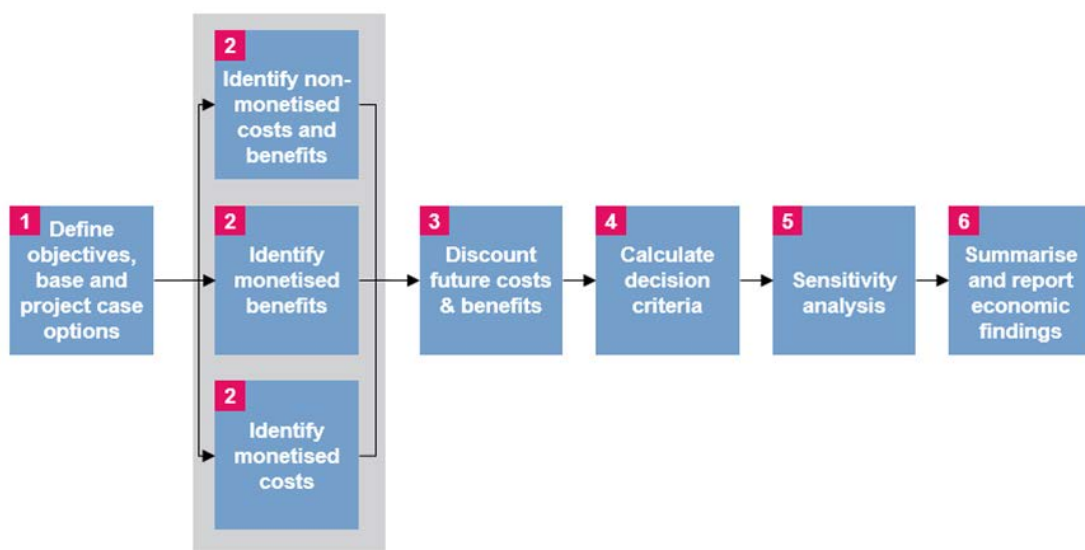 1
Define
objectives,
base and
project case
options
2
Identify non-
monetised
costs and
benefits
2
Identify
monetised
benefits
2
Identify
monetised
costs
3
Discount
future costs
& benefits
4
Calculate
decision
criteria
5
Sensitivity
analysis
6
Summarise
and report
economic
findings